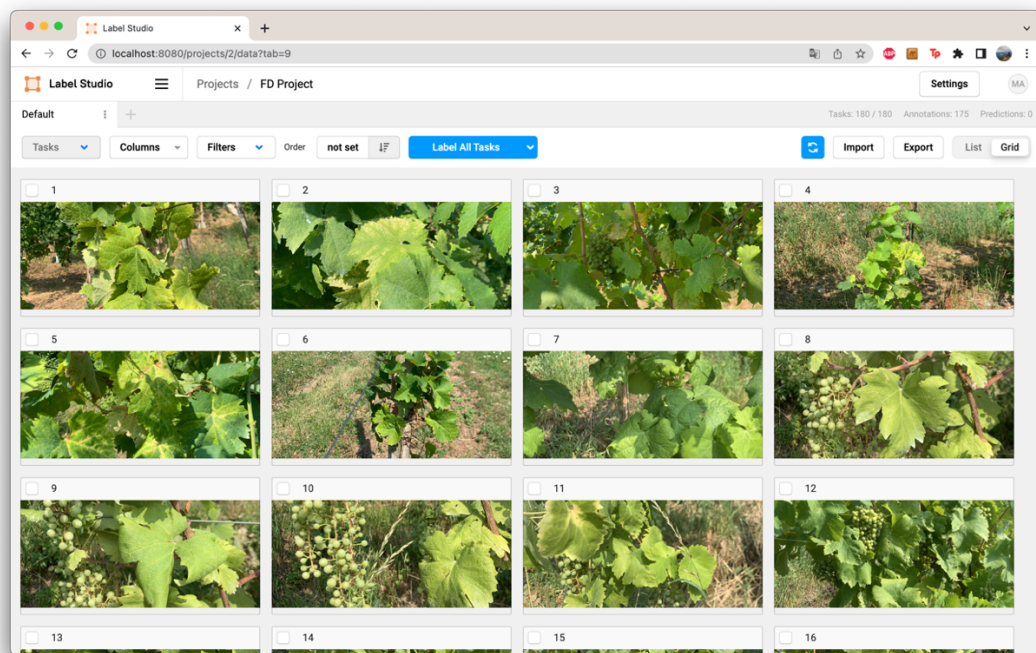 Label Studio
localhost:8080/projects/2/data?tab=9
ABP
Tp
Label Studio
Projects / FD Project
Settings
MA
Default
Tasks: 180 / 180 Annotations: 175 Predictions: 0
Tasks
Columns
Filters
Order
not set
Label All Tasks
Import
Export
List
Grid
1
2
3
4
5
6
7
8
9
10
11
12
13
14
15
16